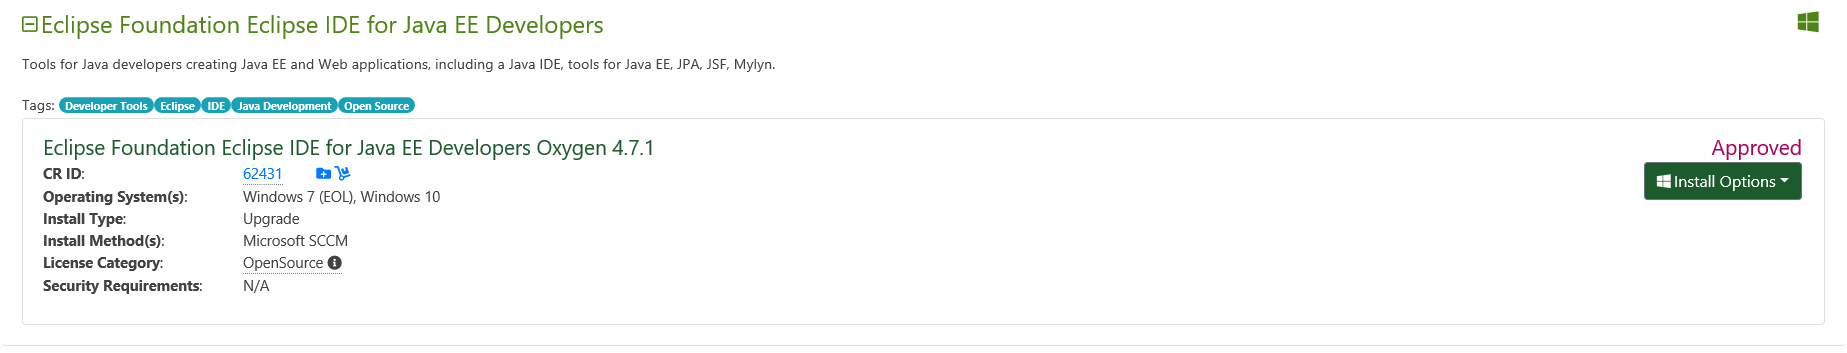 Eclipse Foundation Eclipse IDE for Java EE Developers
Tools for Java developers creating Java EE and Web applications, including a Java IDE, tools for Java EE, JPA, JSF, Mylyn.
Tags: Developer Tools Eclipse IDE Java Development Open Source
Eclipse Foundation Eclipse IDE for Java EE Developers Oxygen 4.7.1 Approved
CR ID: 62431
Install Options
Operating System(s): Windows 7 (EOL), Windows 10
Install Type: Upgrade
Install Method(s): Microsoft SCCM
License Category: OpenSource
Security Requirements: N/A